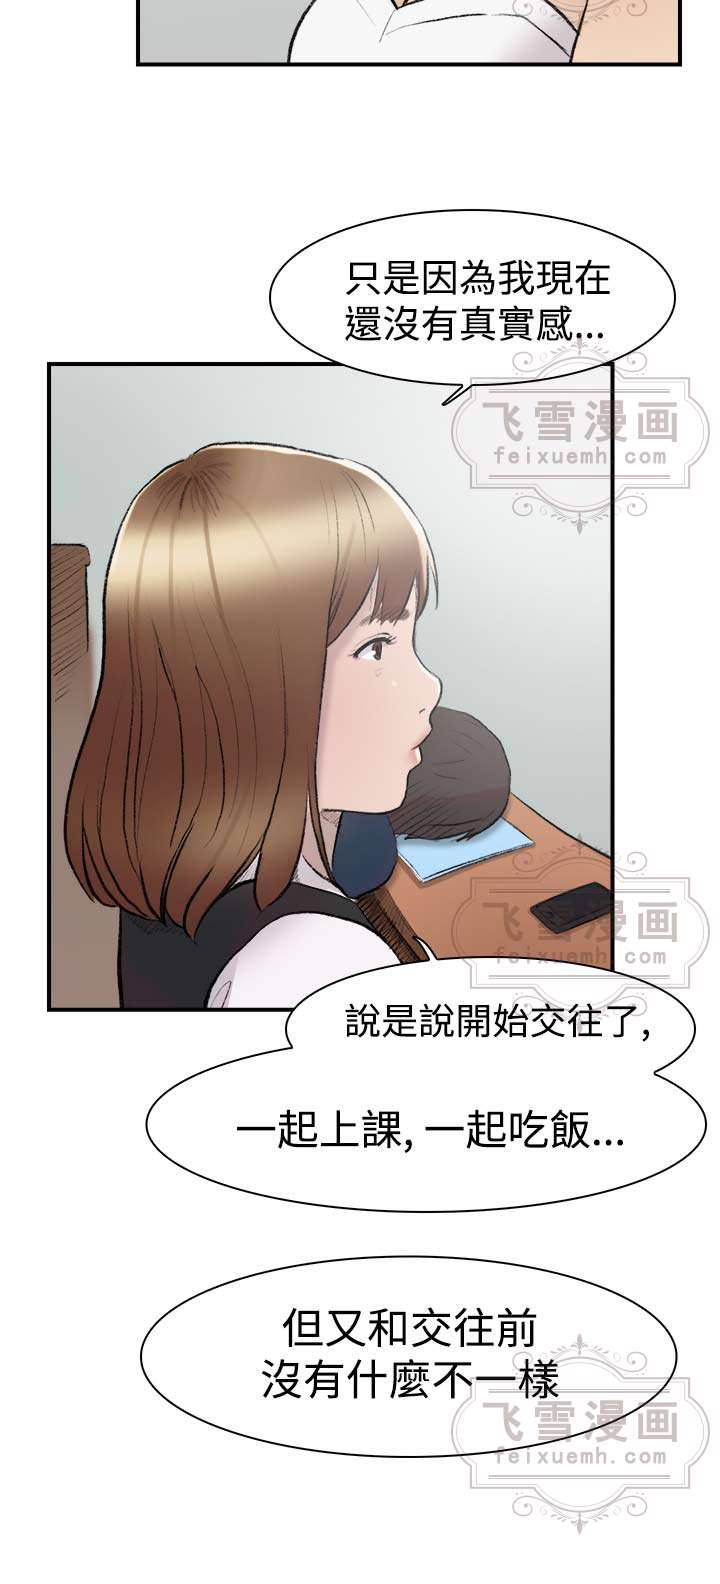 只是因為我現在
還沒有真實感...
飞雪漫画
feixuemh.com
飞雪漫画
feixuemh.com
說是說開始交往了,
一起上課, 一起吃飯...
但又和交往前
沒有什麼不一樣
飞雪漫画
feixuemh.com